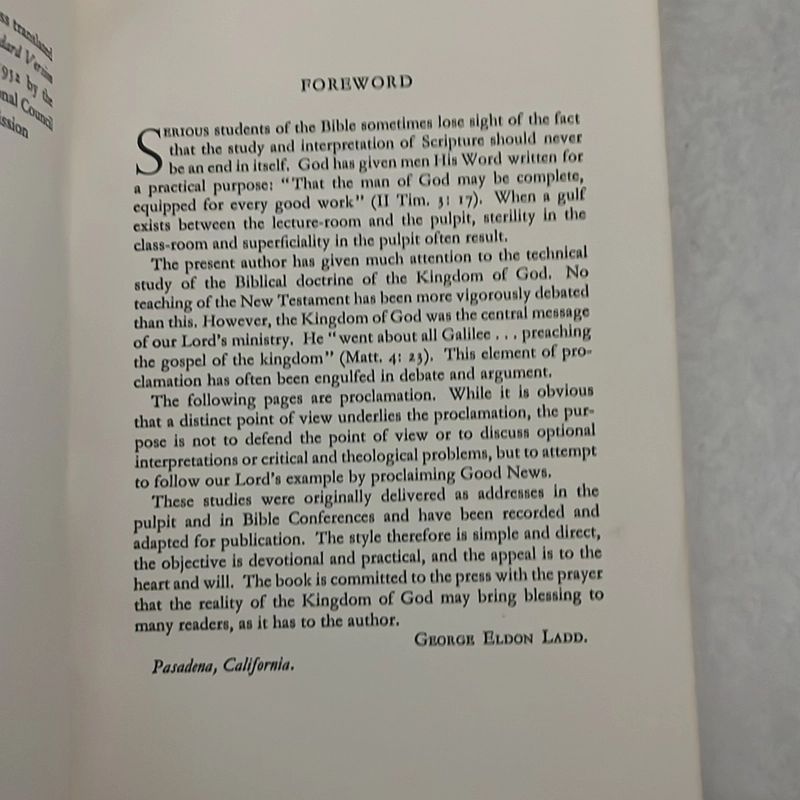 ss translated
dard Version
1952 by the
nal Council
ission
FOREWORD
SERIOUS students of the Bible sometimes lose sight of the fact
that the study and interpretation of Scripture should never
be an end in itself. God has given men His Word written for
a practical purpose: "That the man of God may be complete,
equipped for every good work" (II Tim. 3: 17). When a gulf
exists between the lecture-room and the pulpit, sterility in the
class-room and superficiality in the pulpit often result.
The present author has given much attention to the technical
study of the Biblical doctrine of the Kingdom of God. No
teaching of the New Testament has been more vigorously debated
than this. However, the Kingdom of God was the central message
of our Lord's ministry. He "went about all Galilee . . . preaching
the gospel of the kingdom" (Matt. 4: 23). This element of pro-
clamation has often been engulfed in debate and argument.
The following pages are proclamation. While it is obvious
that a distinct point of view underlies the proclamation, the pur-
pose is not to defend the point of view or to discuss optional
interpretations or critical and theological problems, but to attempt
to follow our Lord's example by proclaiming Good News.
These studies were originally delivered as addresses in the
pulpit and in Bible Conferences and have been recorded and
adapted for publication. The style therefore is simple and direct,
the objective is devotional and practical, and the appeal is to the
heart and will. The book is committed to the press with the prayer
that the reality of the Kingdom of God may bring blessing to
many readers, as it has to the author.
GEORGE ELDON LADD.
Pasadena, California.